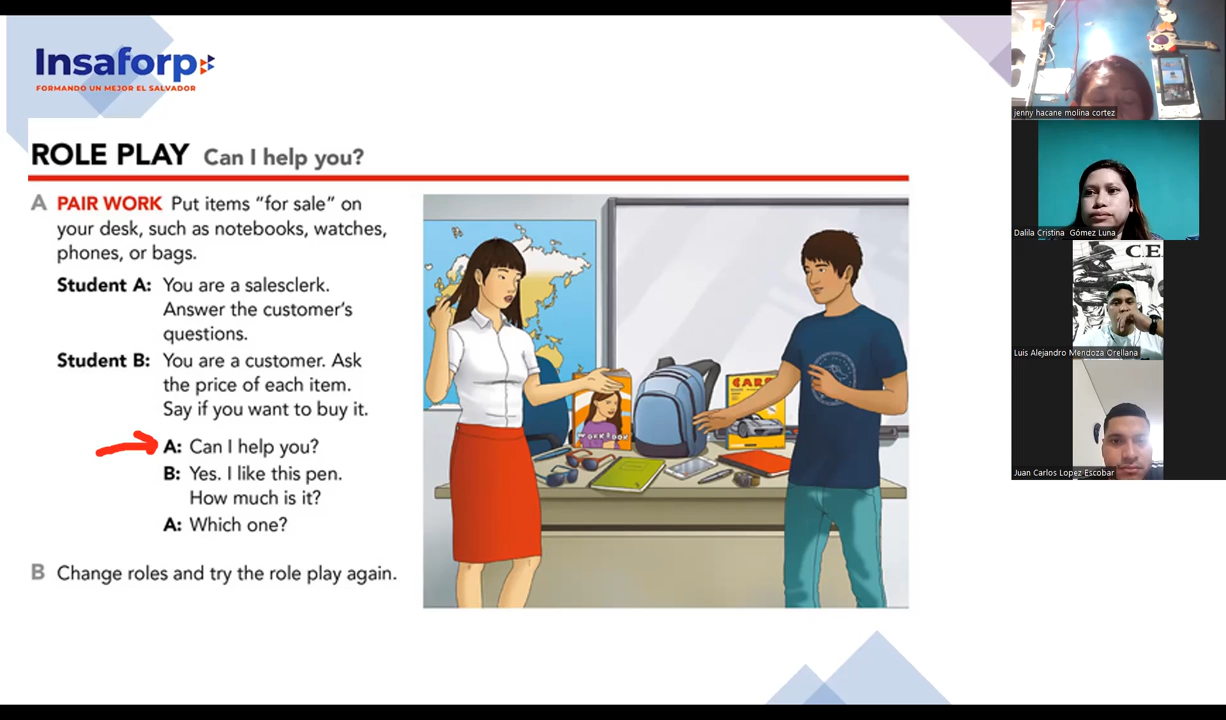 Insaforp
FORMANDO UN MEJOR EL SALVADOR
ROLE PLAY Can I help you?
A PAIR WORK Put items “for sale” on
your desk, such as notebooks, watches,
phones, or bags.
Student A: You are a salesclerk.
Answer the customer’s
questions.
Student B: You are a customer. Ask
the price of each item.
Say if you want to buy it.
A: Can I help you?
B: Yes. I like this pen.
How much is it?
A: Which one?
B Change roles and try the role play again.
WORKBOOK
CARS
jenny hacane molina cortez
Dalila Cristina Gómez Luna
C.E
Luis Alejandro Mendoza Orellana
Juan Carlos Lopez Escobar